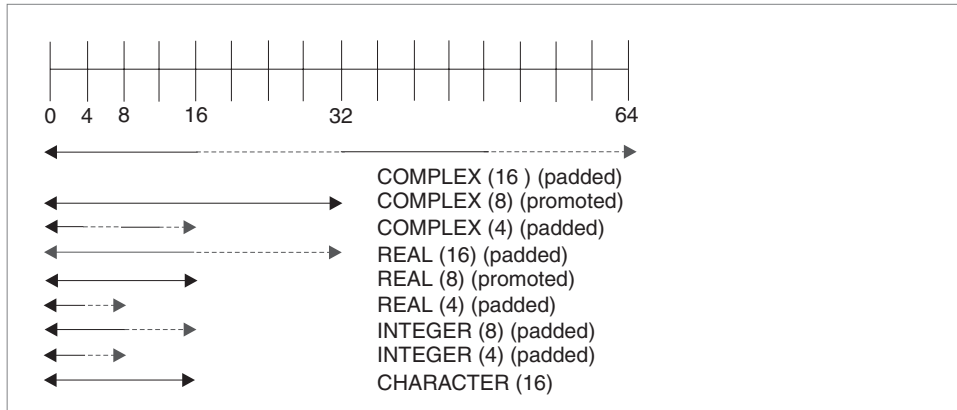 0 4 8 16 32 64
COMPLEX (16 ) (padded)
COMPLEX (8) (promoted)
COMPLEX (4) (padded)
REAL (16) (padded)
REAL (8) (promoted)
REAL (4) (padded)
INTEGER (8) (padded)
INTEGER (4) (padded)
CHARACTER (16)